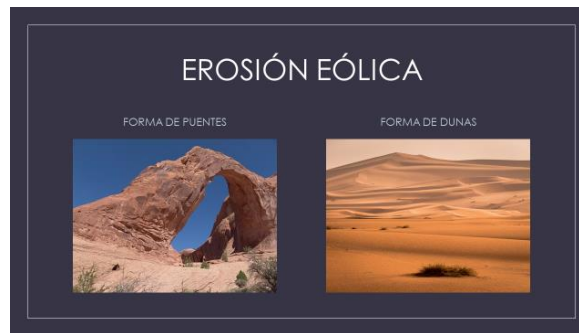 EROSIÓN EÓLICA
FORMA DE PUENTES
FORMA DE DUNAS